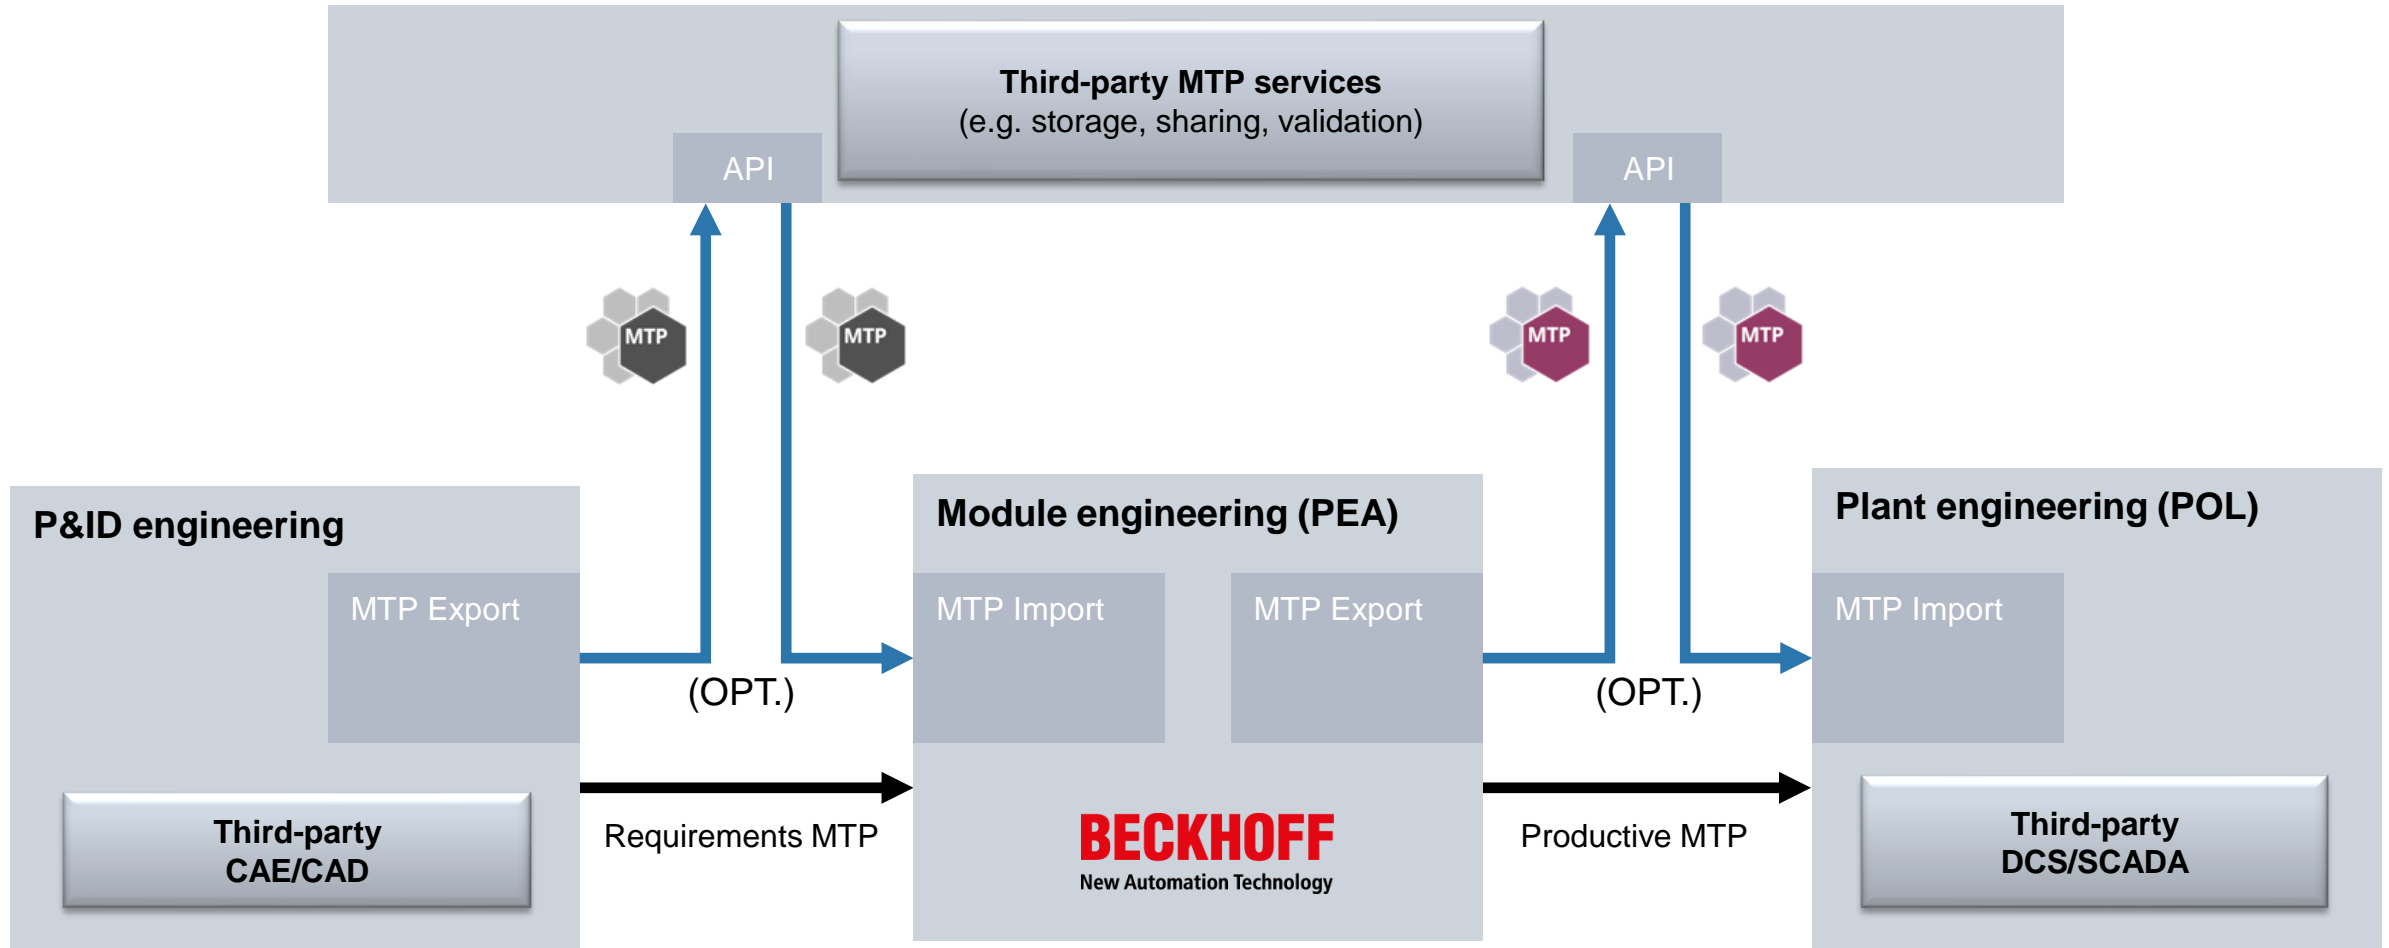 Third-party MTP services
(e.g. storage, sharing, validation)
API
API
MTP
MTP
MTP
MTP
P&ID engineering
MTP Export
(OPT.)
Requirements MTP
Third-party
CAE/CAD
Module engineering (PEA)
MTP Import
MTP Export
BECKHOFF
New Automation Technology
(OPT.)
Productive MTP
Plant engineering (POL)
MTP Import
Third-party
DCS/SCADA